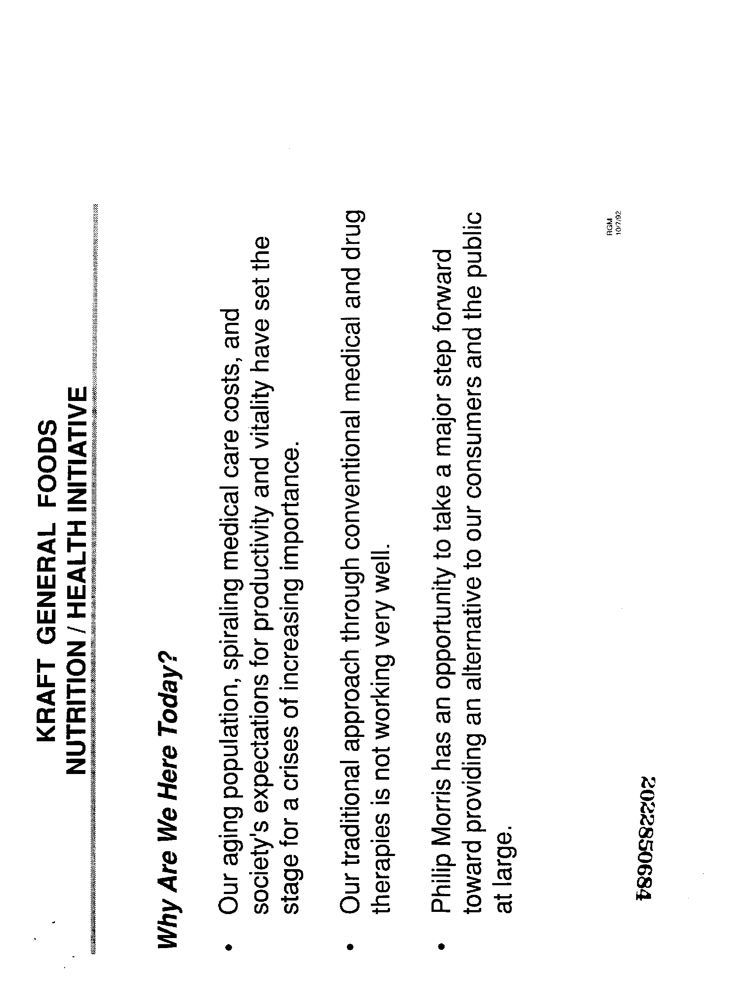 KRAFT GENERAL FOODS
NUTRITION / HEALTH INITIATIVE
Why Are We Here Today?
• Our aging population, spiraling medical care costs, and
society's expectations for productivity and vitality have set the
stage for a crises of increasing importance.
• Our traditional approach through conventional medical and drug
therapies is not working very well.
• Philip Morris has an opportunity to take a major step forward
toward providing an alternative to our consumers and the public
at large.
RGM
10/7/92
2022850684